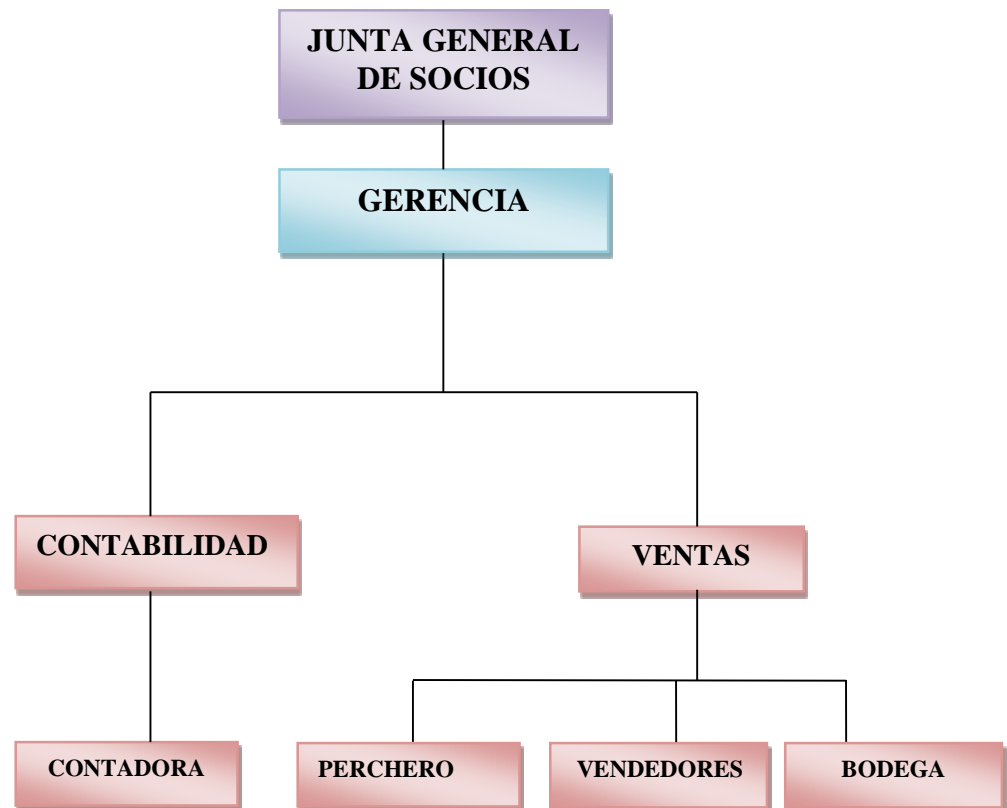 JUNTA GENERAL
DE SOCIOS
GERENCIA
CONTABILIDAD
VENTAS
CONTADORA
PERCHERO
VENDEDORES
BODEGA